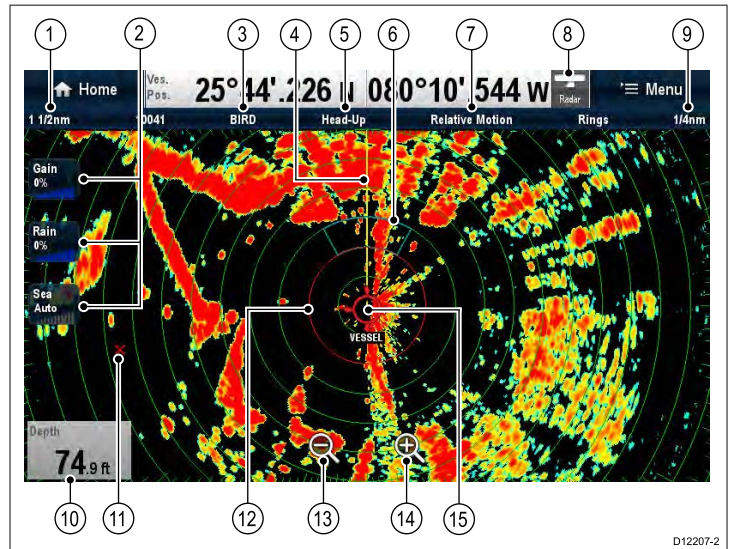 1 2 3 4 5 6 7 8 9
Home
Ves. Pos.
25°44'.226 N 080°10'.544 W
Radar
Menu
1 1/2nm
BIRD Head-Up Relative Motion Rings 1/4nm
Gain
0%
Rain
0%
Sea
Auto
VESSEL
Depth
74.9 ft
10 11 12 13 14 15
D12207-2